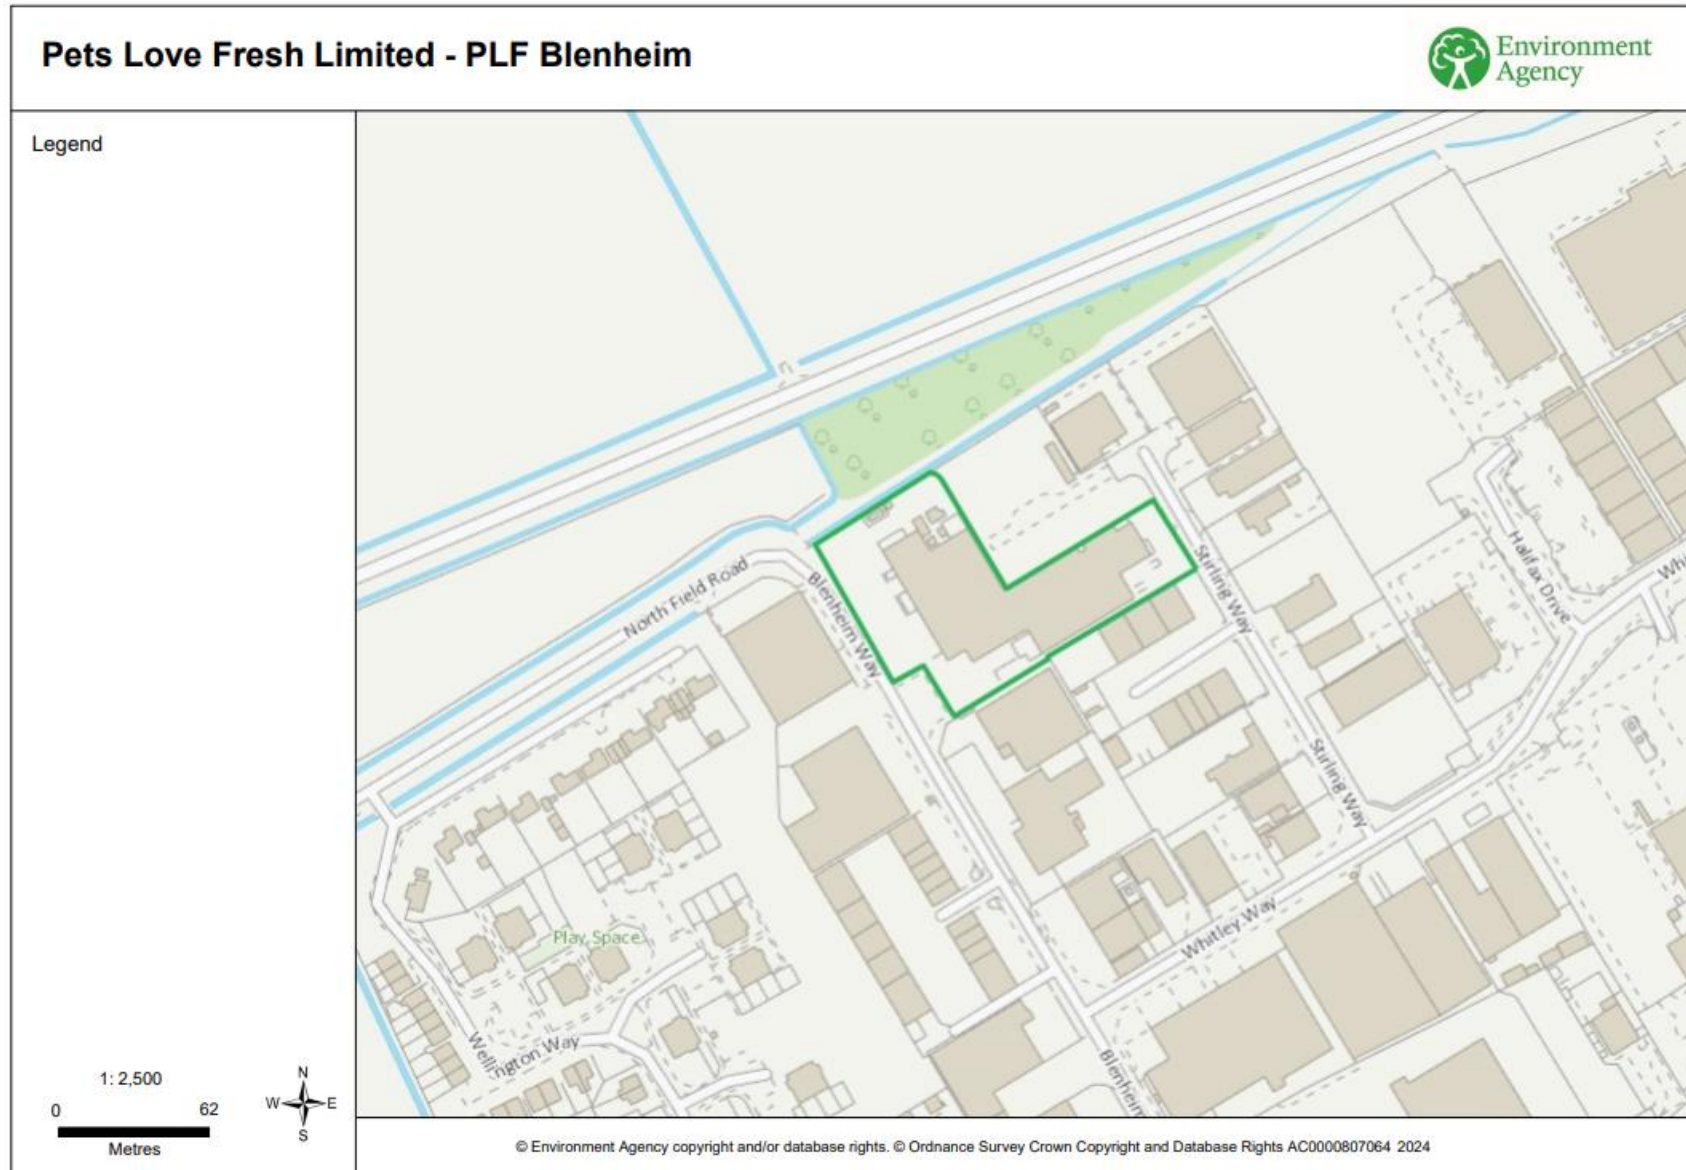 Pets Love Fresh Limited - PLF Blenheim
Environment
Agency
Legend
North Field Road
Blenheim Way
Stirling Way
Halifax Drive
Whi
Stirling Way
Whitley Way
Play Space
Wellington Way
Blenheim
1: 2,500
0 62
Metres
N
W E
S
© Environment Agency copyright and/or database rights. © Ordnance Survey Crown Copyright and Database Rights AC0000807064 2024